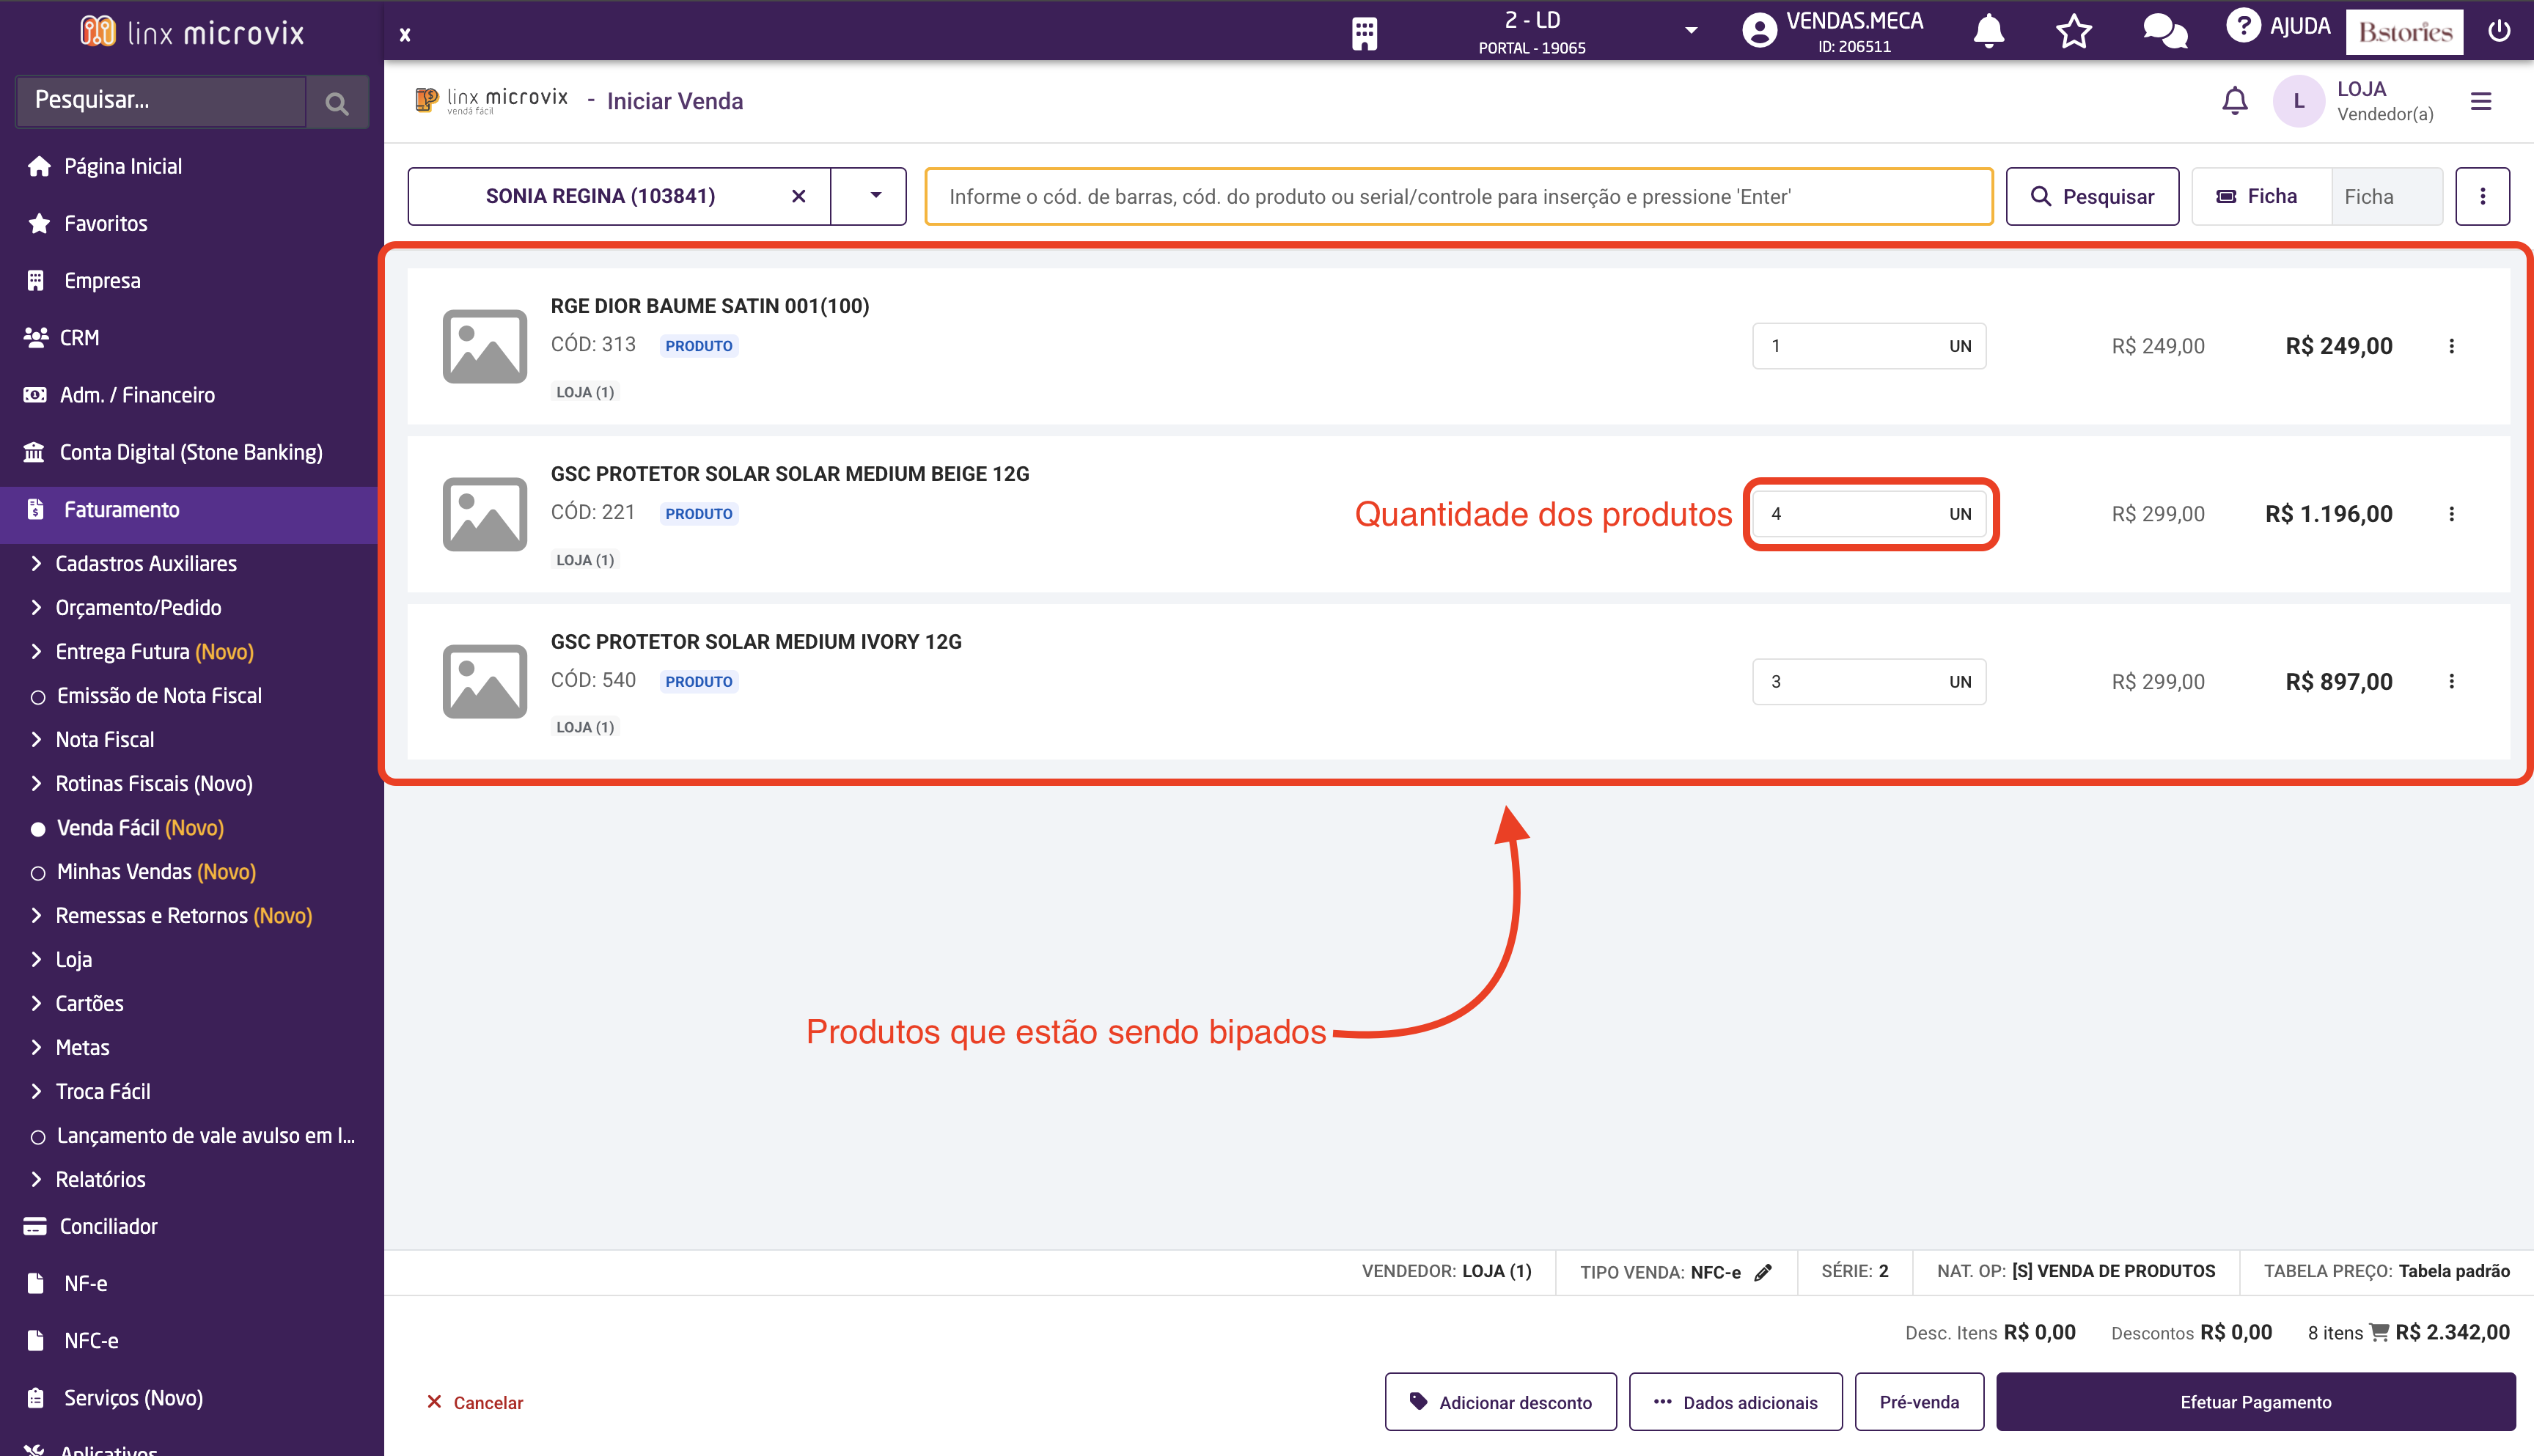 linx microvix
x
2 - LD
PORTAL - 19065
VENDAS.MECA
ID: 206511
AJUDA
B.stories
Pesquisar...
linx microvix
venda fácil
- Iniciar Venda
L
LOJA
Vendedor(a)
SONIA REGINA (103841)
Informe o cód. de barras, cód. do produto ou serial/controle para inserção e pressione 'Enter'
Pesquisar
Ficha
Ficha
Página Inicial
Favoritos
Empresa
CRM
Adm. / Financeiro
Conta Digital (Stone Banking)
Faturamento
Cadastros Auxiliares
Orçamento/Pedido
Entrega Futura (Novo)
Emissão de Nota Fiscal
Nota Fiscal
Rotinas Fiscais (Novo)
Venda Fácil (Novo)
Minhas Vendas (Novo)
Remessas e Retornos (Novo)
Loja
Cartões
Metas
Troca Fácil
Lançamento de vale avulso em l...
Relatórios
Conciliador
NF-e
NFC-e
Serviços (Novo)
Aplicativos
RGE DIOR BAUME SATIN 001(100)
CÓD: 313 PRODUTO
LOJA (1)
1 UN
R$ 249,00
R$ 249,00
GSC PROTETOR SOLAR SOLAR MEDIUM BEIGE 12G
CÓD: 221 PRODUTO
LOJA (1)
Quantidade dos produtos
4 UN
R$ 299,00
R$ 1.196,00
GSC PROTETOR SOLAR MEDIUM IVORY 12G
CÓD: 540 PRODUTO
LOJA (1)
3 UN
R$ 299,00
R$ 897,00
Produtos que estão sendo bipados
VENDEDOR: LOJA (1)
TIPO VENDA: NFC-e
SÉRIE: 2
NAT. OP: [S] VENDA DE PRODUTOS
TABELA PREÇO: Tabela padrão
Desc. Itens R$ 0,00
Descontos R$ 0,00
8 itens R$ 2.342,00
Cancelar
Adicionar desconto
Dados adicionais
Pré-venda
Efetuar Pagamento